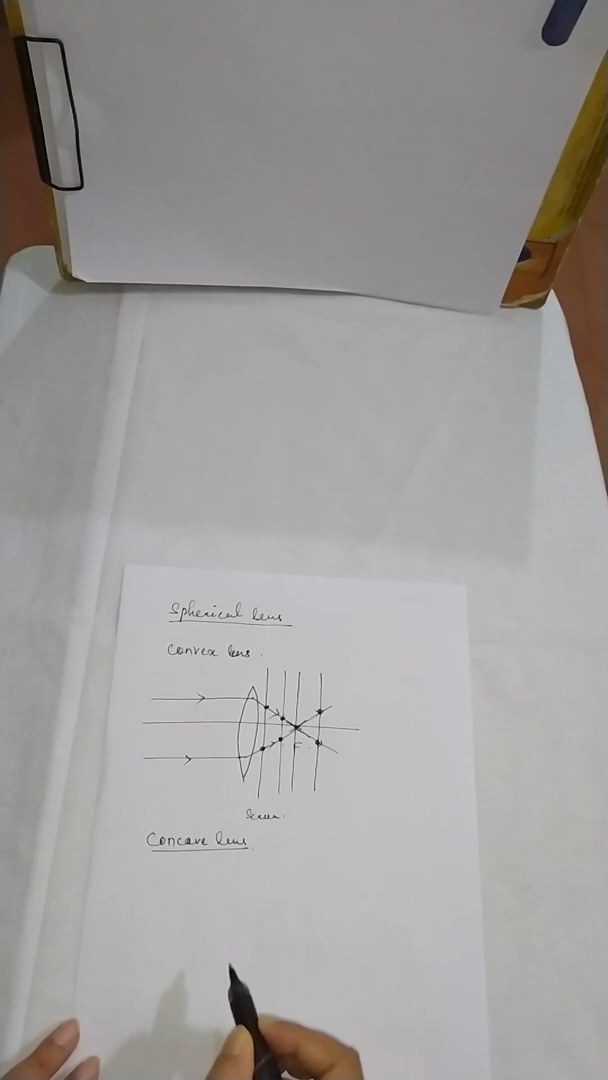 Spherical lens
Convex lens.
F
Screen.
Concave lens.